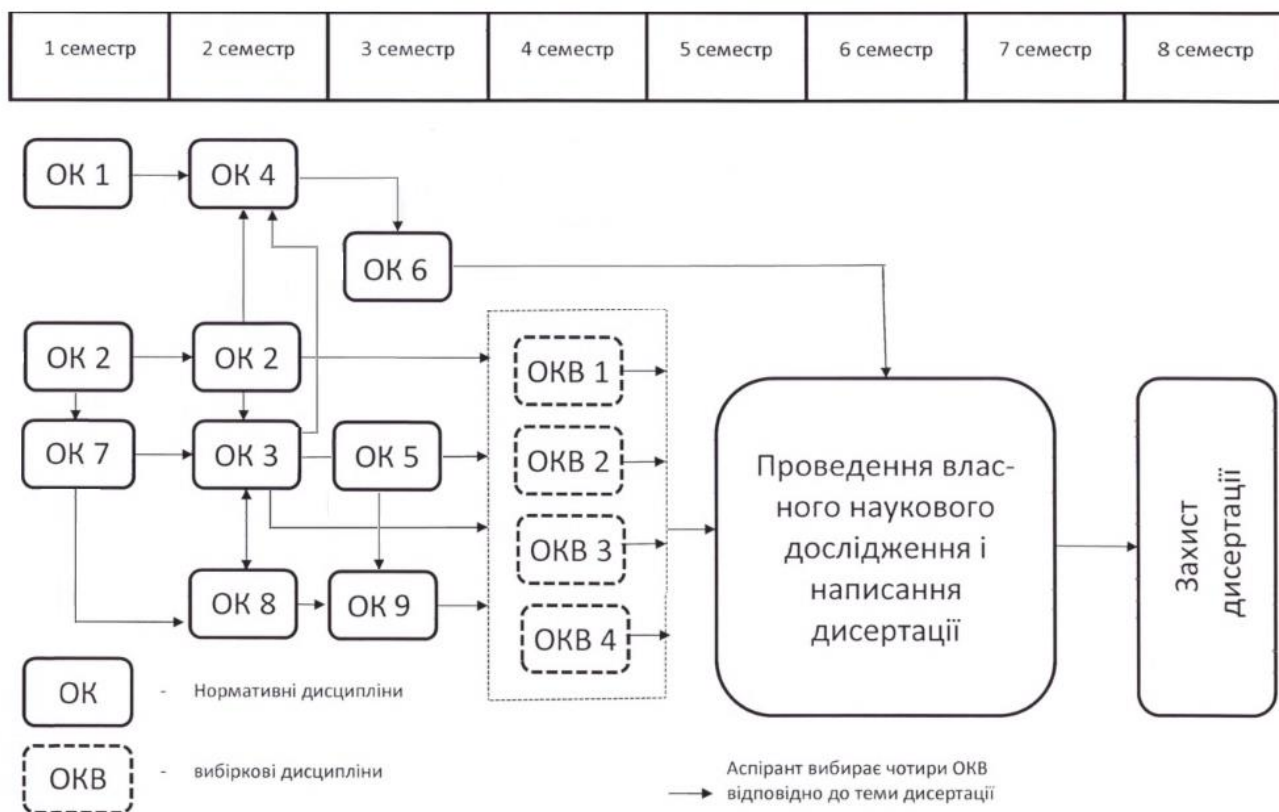 1 семестр
2 семестр
3 семестр
4 семестр
5 семестр
6 семестр
7 семестр
8 семестр
ОК 1
ОК 4
ОК 6
ОК 2
ОК 2
ОКВ 1
ОК 7
ОК 3
ОК 5
ОКВ 2
ОКВ 3
ОК 8
ОК 9
ОКВ 4
Проведення влас-
ного наукового
дослідження і
написання
дисертації
Захист
дисертації
ОК
- Нормативні дисципліни
ОКВ
- вибіркові дисципліни
Аспірант вибирає чотири ОКВ
відповідно до теми дисертації